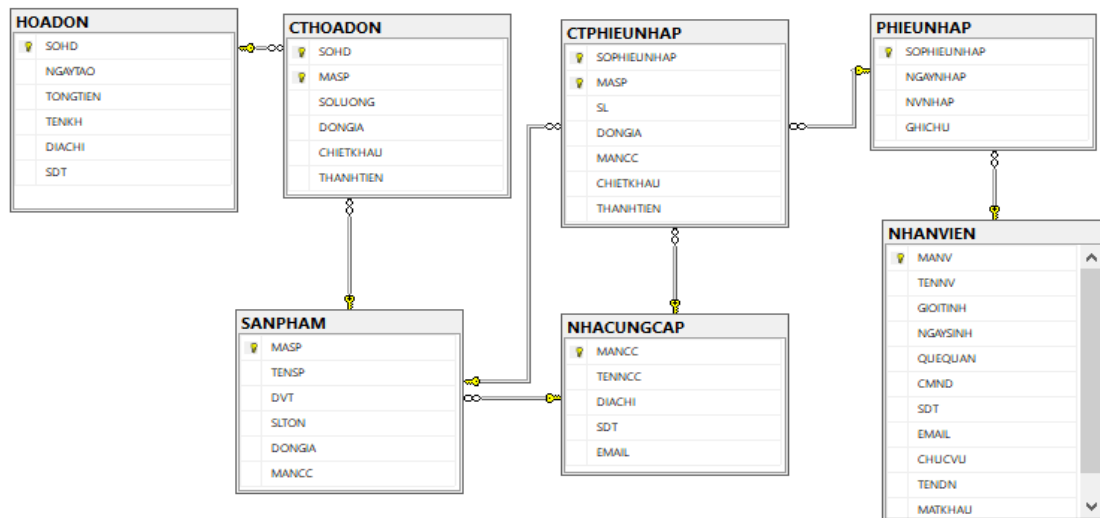 HOADON
SOHD
NGAYTAO
TONGTIEN
TENKH
DIACHI
SDT
CTHOADON
SOHD
MASP
SOLUONG
DONGIA
CHIETKHAU
THANHTIEN
CTPHIEUNHAP
SOPHIEUNHAP
MASP
SL
DONGIA
MANCC
CHIETKHAU
THANHTIEN
PHIEUNHAP
SOPHIEUNHAP
NGAYNHAP
NVNHAP
GHICHU
SANPHAM
MASP
TENSP
DVT
SLTON
DONGIA
MANCC
NHACUNGCAP
MANCC
TENNCC
DIACHI
SDT
EMAIL
NHANVIEN
MANV
TENNV
GIOITINH
NGAYSINH
QUEQUAN
CMND
SDT
EMAIL
CHUCVU
TENDN
MATKHAU